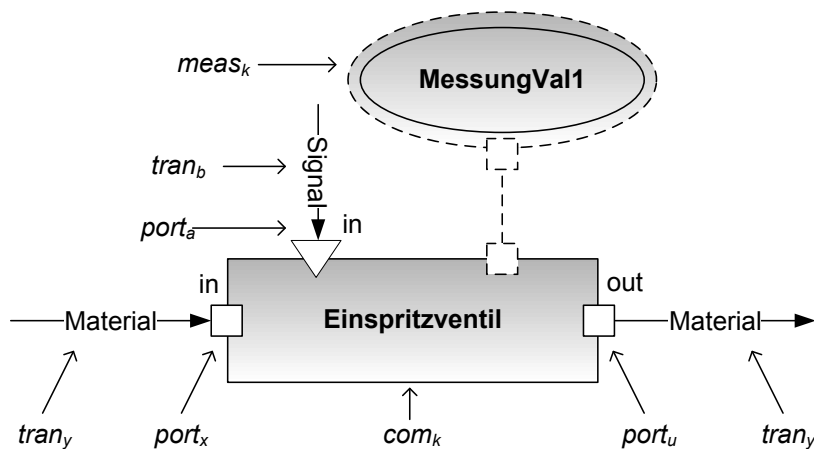 meas_k
MessungVal1
Signal
tran_b
port_a
in
in
out
Material
Einspritzventil
Material
tran_y
port_x
com_k
port_u
tran_y